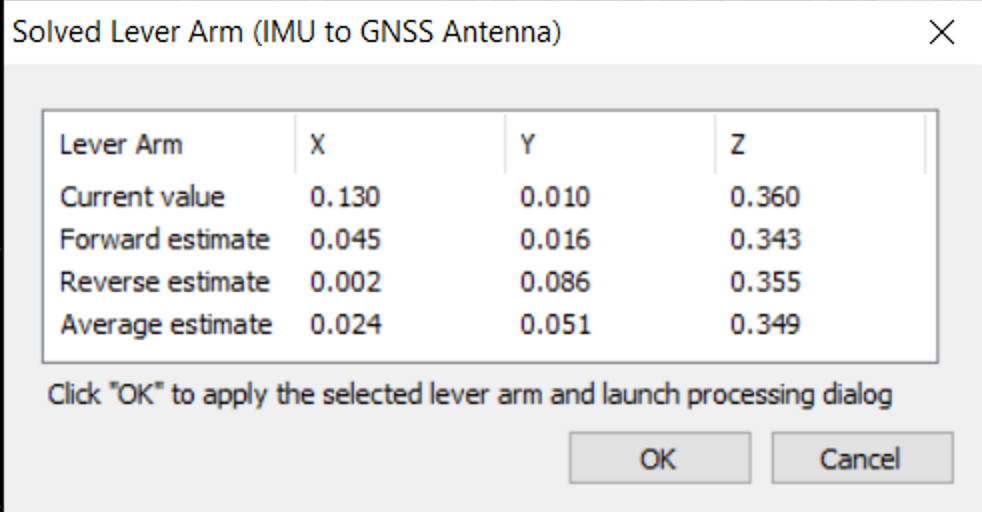 Solved Lever Arm (IMU to GNSS Antenna)
Lever Arm X Y Z
Current value 0.130 0.010 0.360
Forward estimate 0.045 0.016 0.343
Reverse estimate 0.002 0.086 0.355
Average estimate 0.024 0.051 0.349
Click "OK" to apply the selected lever arm and launch processing dialog
OK Cancel